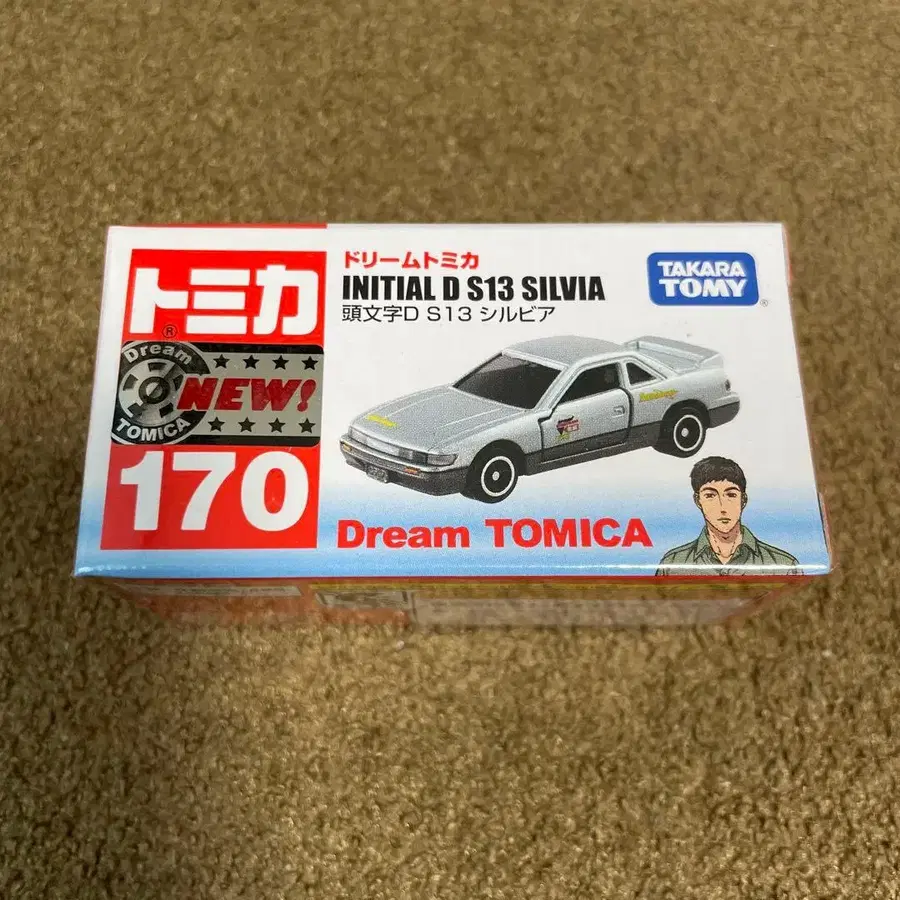 トミカ
®
Dream
NEW!
TOMICA
170
ドリームトミカ
INITIAL D S13 SILVIA
頭文字D S13 シルビア
TAKARA
TOMY®
Dream TOMICA